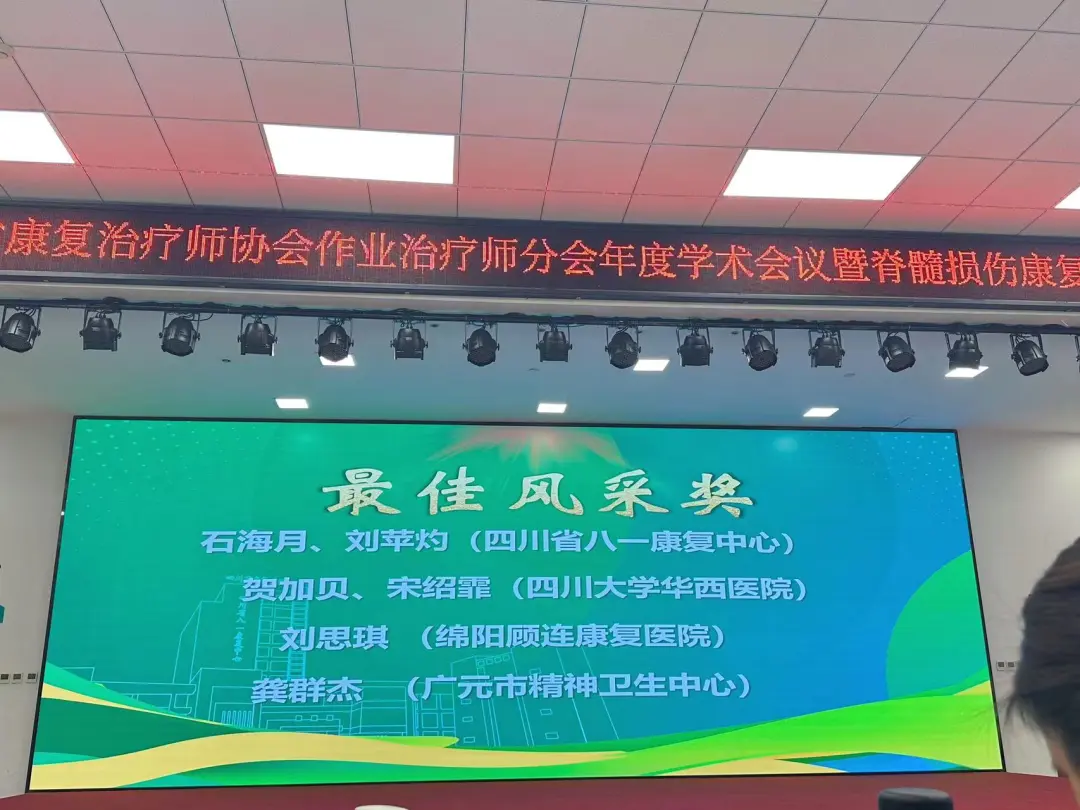 康复治疗师协会作业治疗师分会年度学术会议暨脊髓损伤康复
最佳风采奖
石海月、刘苹灼（四川省八一康复中心）
贺加贝、宋绍霏（四川大学华西医院）
刘思琪 （绵阳顾连康复医院）
龚群杰 （广元市精神卫生中心）